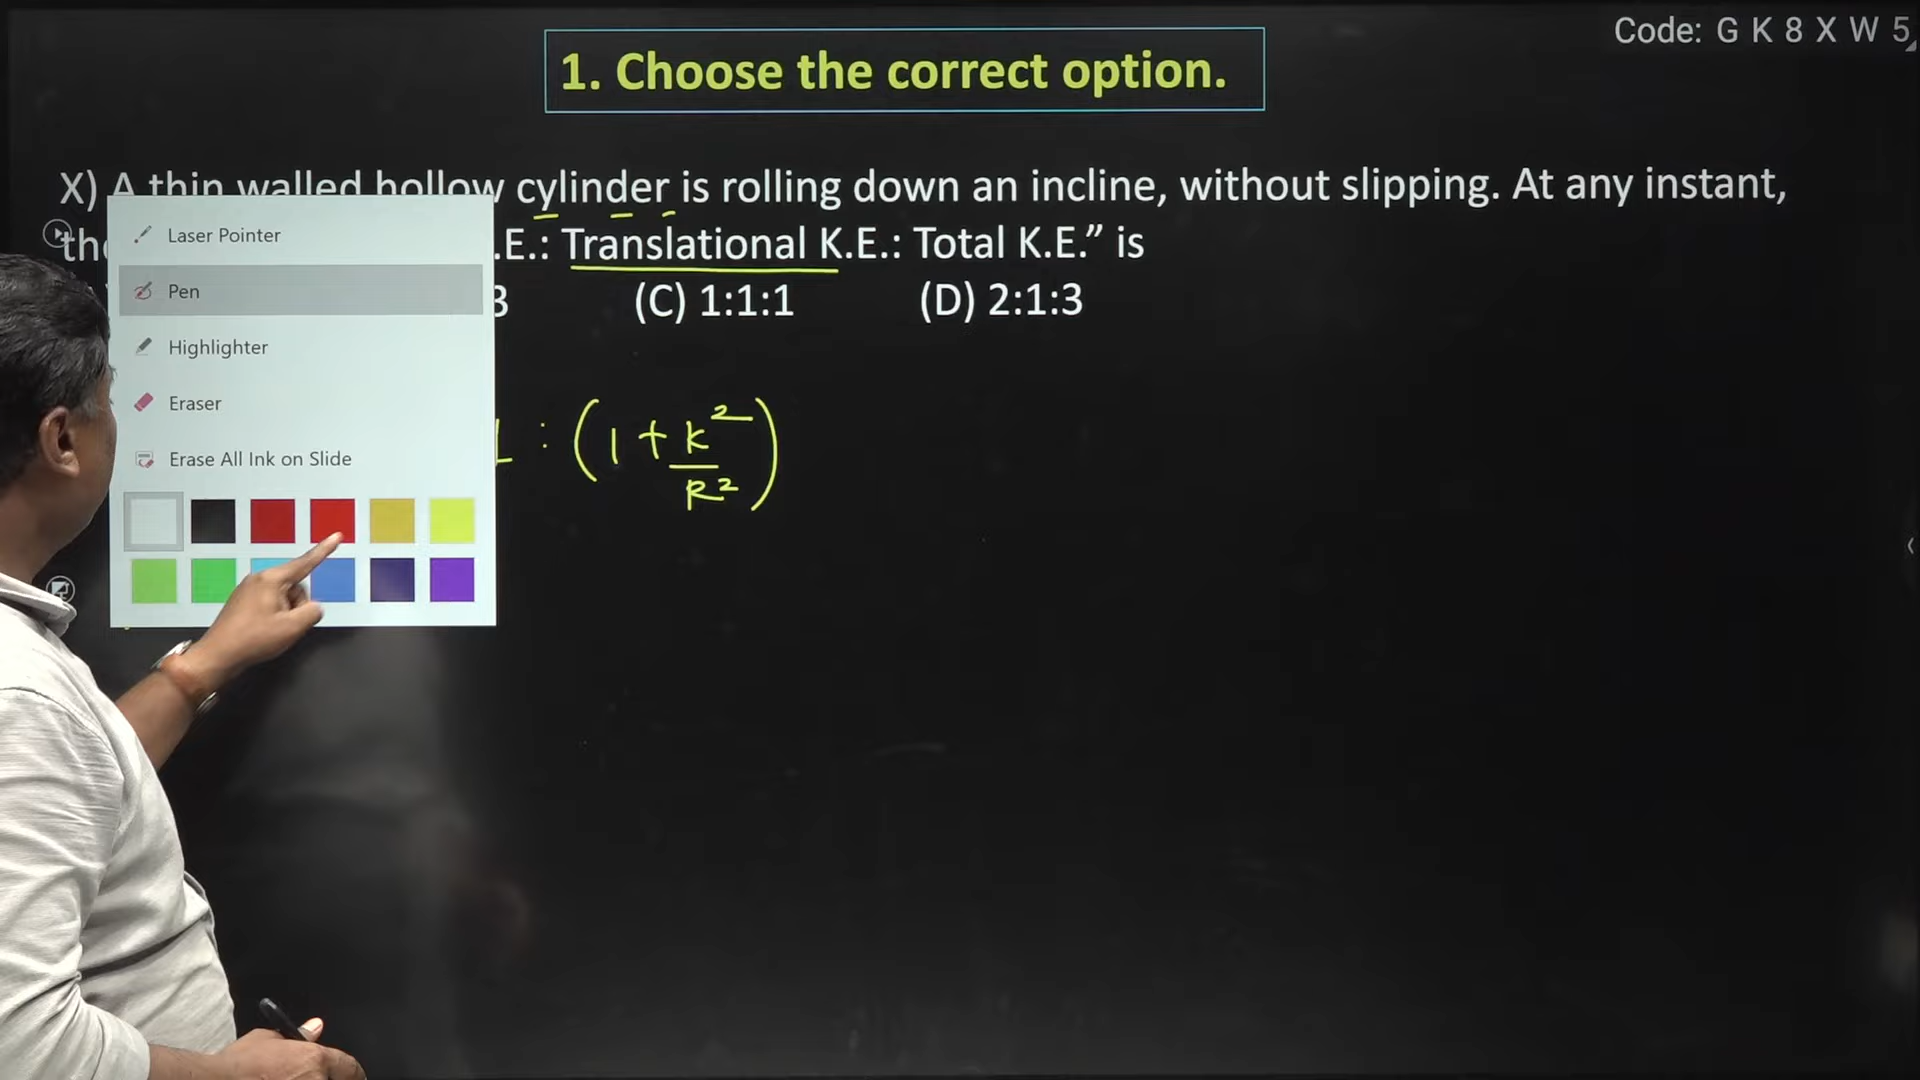 Code: G K 8 X W 5
1. Choose the correct option.
X) A thin walled hollow cylinder is rolling down an incline, without slipping. At any instant,
.E.: Translational K.E.: Total K.E.” is
3 (C) 1:1:1 (D) 2:1:3
Laser Pointer
Pen
Highlighter
Eraser
Erase All Ink on Slide
: (1 + K²/R²)